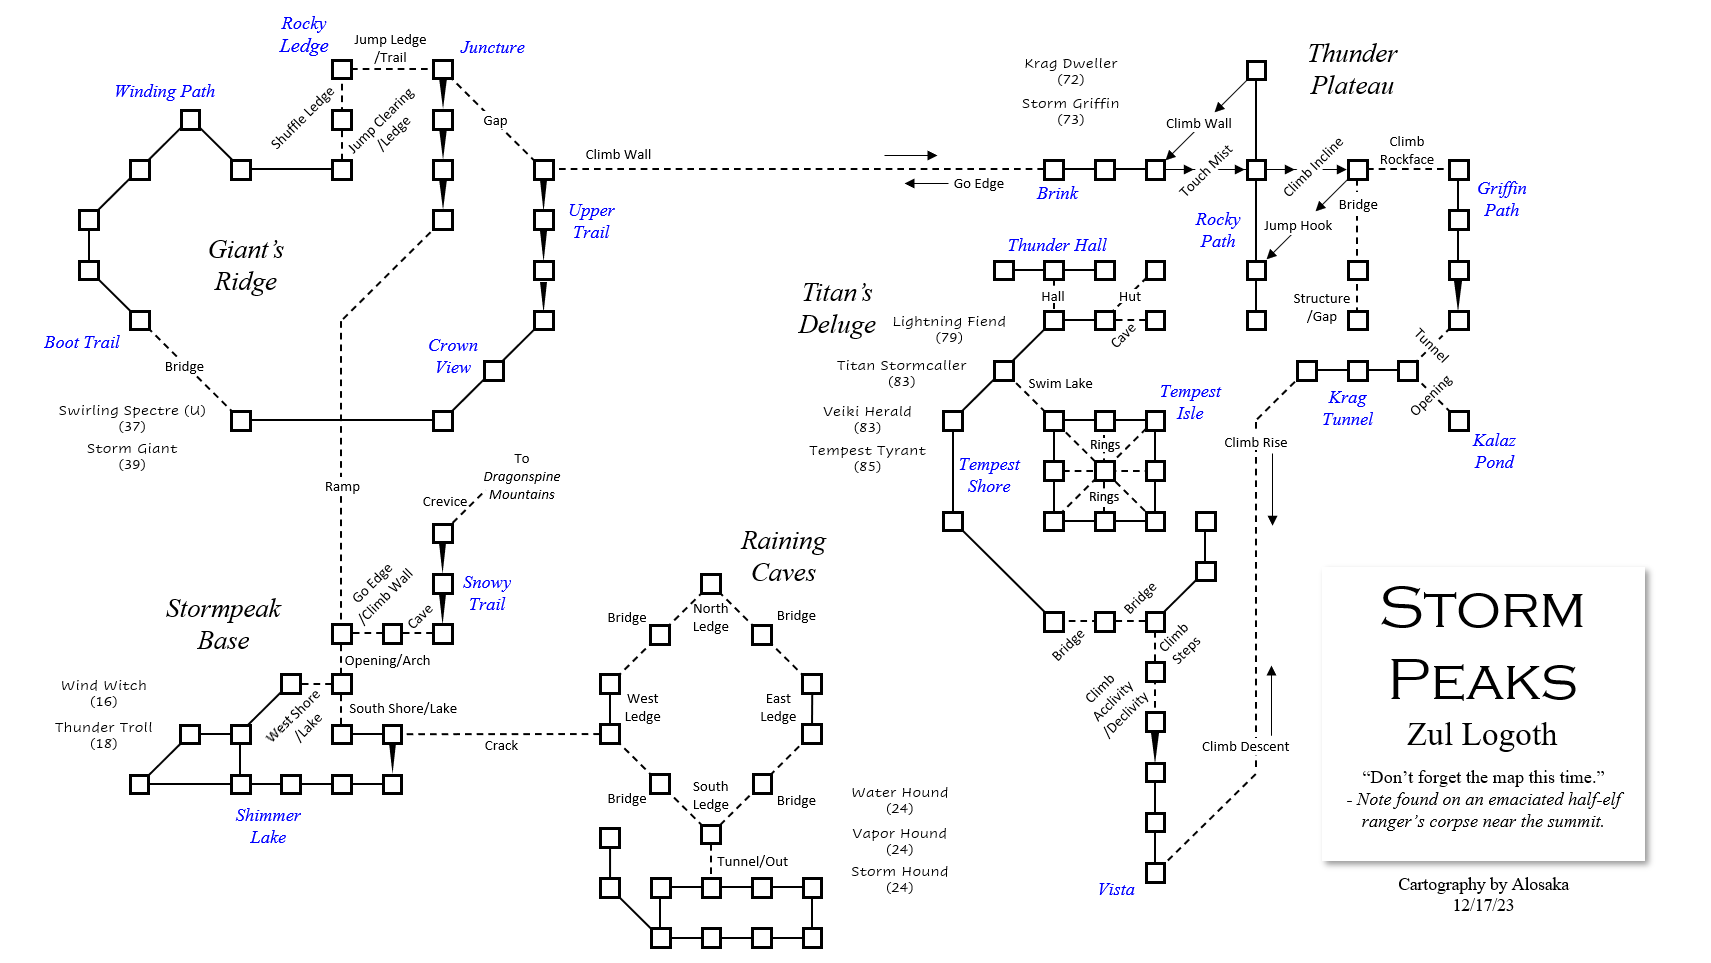 Rocky
Ledge
Jump Ledge
/Trail
Juncture
Winding Path
Shuffle Ledge
Jump Clearing
/Ledge
Gap
Climb Wall
Go Edge
Upper
Trail
Giant's
Ridge
Boot Trail
Bridge
Crown
View
Swirling Spectre (U)
(37)
Storm Giant
(39)
Ramp
To
Dragonspine
Mountains
Crevice
Snowy
Trail
Go Edge
/Climb Wall
Cave
Stormpeak
Base
Opening/Arch
Wind Witch
(16)
Thunder Troll
(18)
West Shore
/Lake
South Shore/Lake
Crack
Shimmer
Lake
Raining
Caves
Bridge
North
Ledge
Bridge
West
Ledge
East
Ledge
Bridge
South
Ledge
Bridge
Tunnel/Out
Water Hound
(24)
Vapor Hound
(24)
Storm Hound
(24)
Thunder
Plateau
Krag Dweller
(72)
Storm Griffin
(73)
Climb Wall
Brink
Touch Mist
Climb Incline
Climb
Rockface
Griffin
Path
Rocky
Path
Bridge
Jump Hook
Structure
/Gap
Tunnel
Opening
Krag
Tunnel
Kalaz
Pond
Climb Rise
Climb Descent
Titan's
Deluge
Thunder Hall
Hall
Hut
Cave
Lightning Fiend
(79)
Titan Stormcaller
(83)
Veiki Herald
(83)
Tempest Tyrant
(85)
Swim Lake
Tempest
Isle
Rings
Rings
Tempest
Shore
Bridge
Bridge
Climb
Steps
Climb
Acclivity
/Declivity
Vista
Storm
Peaks
Zul Logoth
“Don’t forget the map this time.”
- Note found on an emaciated half-elf
ranger’s corpse near the summit.
Cartography by Alosaka
12/17/23